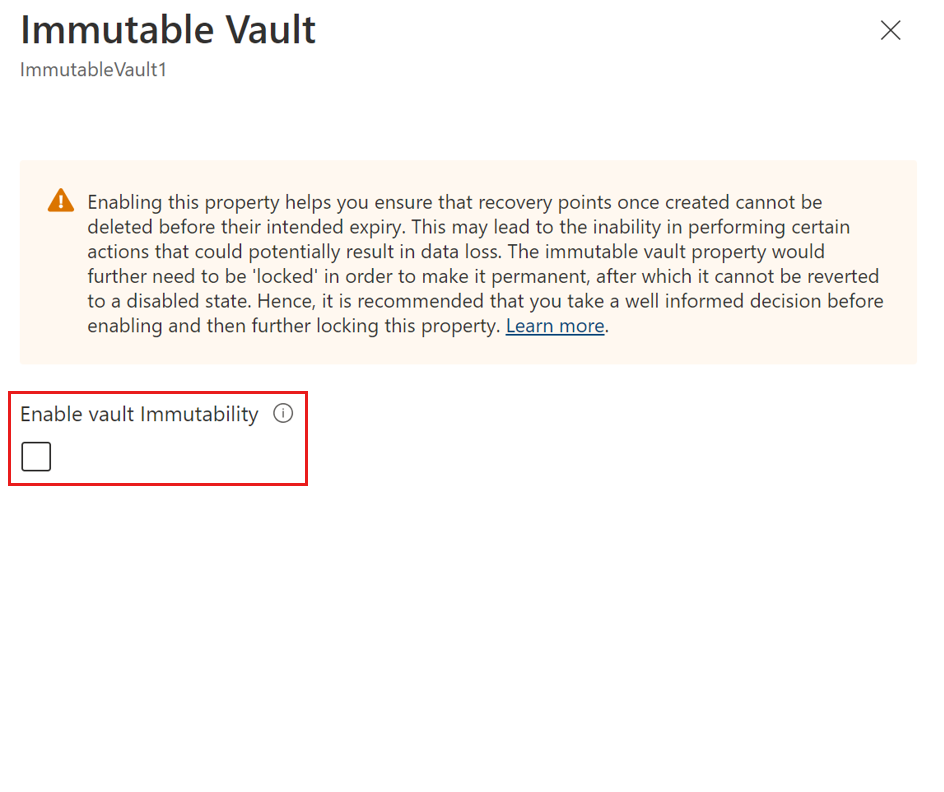 Immutable Vault
ImmutableVault1
Enabling this property helps you ensure that recovery points once created cannot be
deleted before their intended expiry. This may lead to the inability in performing certain
actions that could potentially result in data loss. The immutable vault property would
further need to be 'locked' in order to make it permanent, after which it cannot be reverted
to a disabled state. Hence, it is recommended that you take a well informed decision before
enabling and then further locking this property. Learn more.
Enable vault Immutability